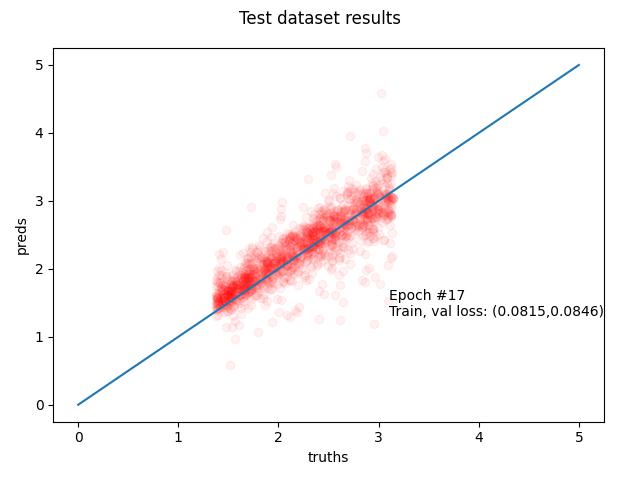 Test dataset results
5
4
3
2
1
0
preds
Epoch #17
Train, val loss: (0.0815,0.0846)
0 1 2 3 4 5
truths